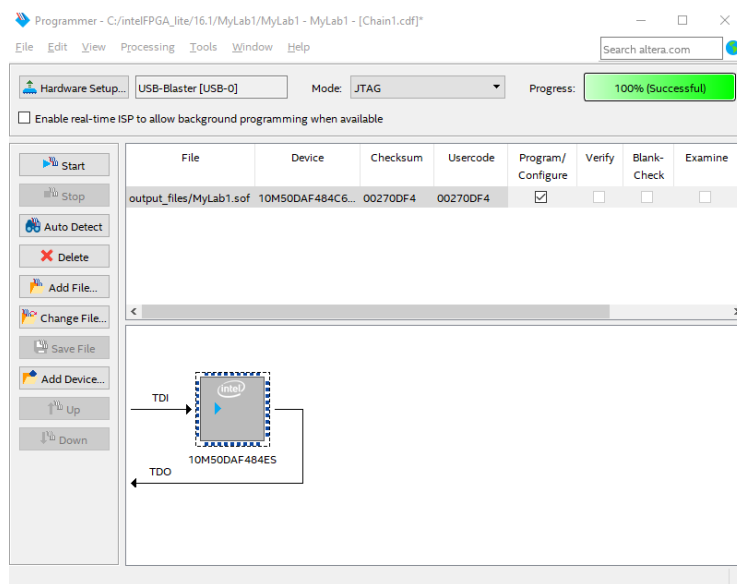 Programmer - C:/intelFPGA_lite/16.1/MyLab1/MyLab1 - MyLab1 - [Chain1.cdf]*
File Edit View Processing Tools Window Help
Search altera.com
Hardware Setup... USB-Blaster [USB-0] Mode: JTAG Progress: 100% (Successful)
Enable real-time ISP to allow background programming when available
Start
Stop
Auto Detect
Delete
Add File...
Change File...
Save File
Add Device...
Up
Down
File Device Checksum Usercode Program/ Verify Blank- Examine
Configure Check
output_files/MyLab1.sof 10M50DAF484C6... 00270DF4 00270DF4
TDI
intel
10M50DAF484ES
TDO